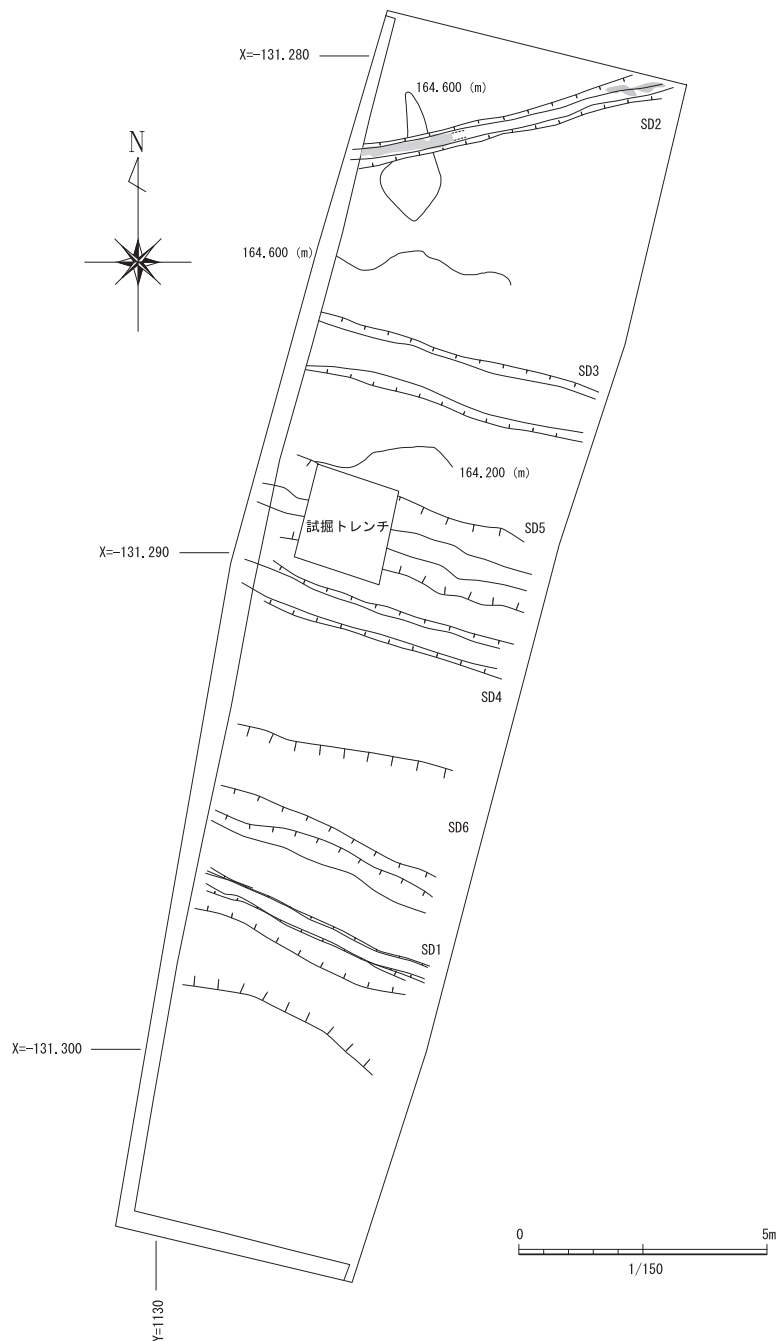 X=-131.280
164.600 (m)
SD2
N
164.600 (m)
SD3
164.200 (m)
試掘トレンチ
SD5
X=-131.290
SD4
SD6
SD1
X=-131.300
0
5m
1/150
Y=1130